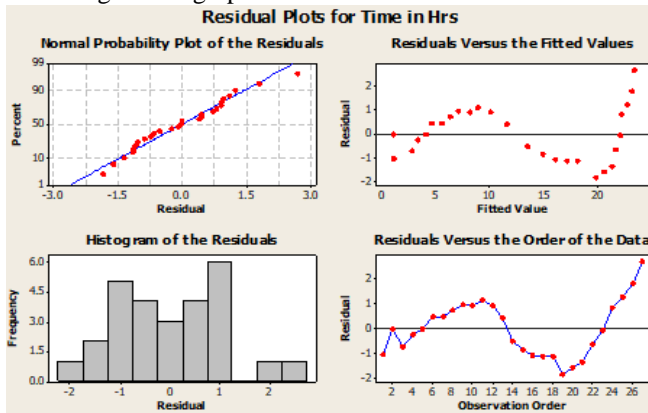 Residual Plots for Time in Hrs
Normal Probability Plot of the Residuals
99
90
50
10
1
Percent
-3.0 -1.5 0.0 1.5 3.0
Residual
Residuals Versus the Fitted Values
2
1
0
-1
-2
Residual
0 5 10 15 20
Fitted Value
Histogram of the Residuals
6.0
4.5
3.0
1.5
0.0
Frequency
-2 -1 0 1 2
Residual
Residuals Versus the Order of the Data
2
1
0
-1
-2
Residual
2 4 6 8 10 12 14 16 18 20 22 24 26
Observation Order